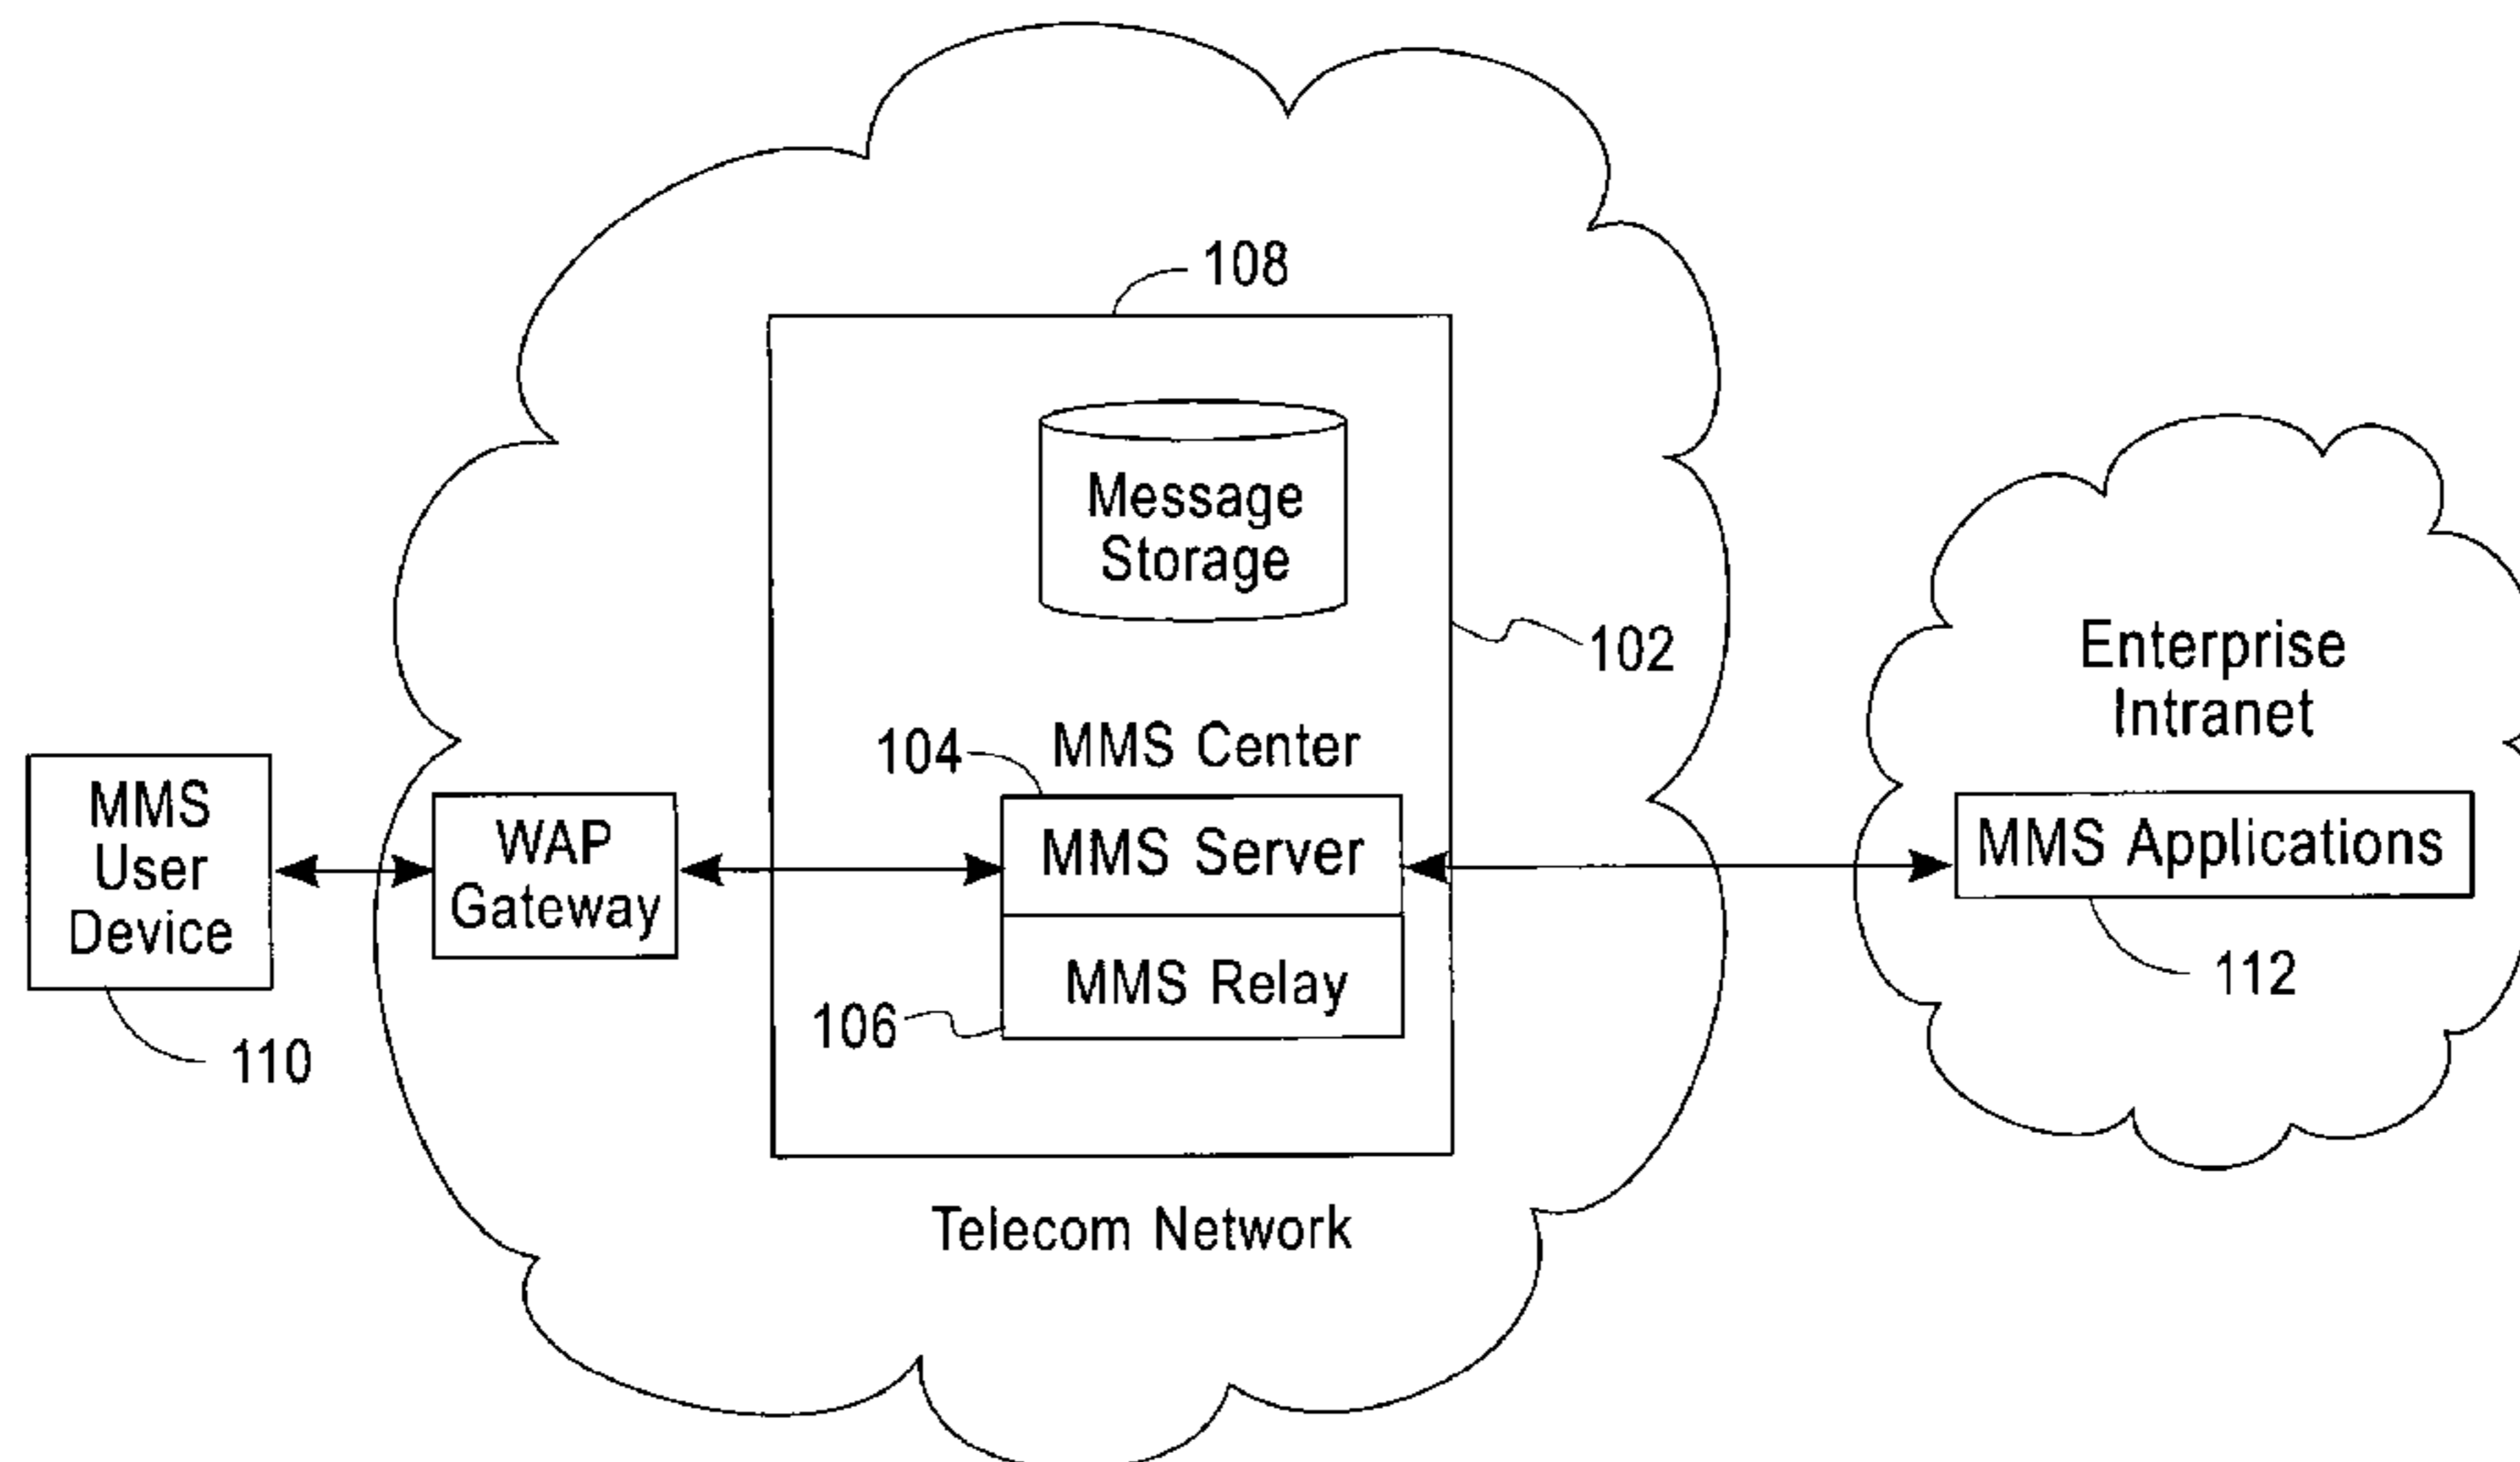 108
Message
Storage
102
Enterprise
Intranet
104
MMS Center
MMS
User
Device
WAP
Gateway
MMS Server
MMS Applications
MMS Relay
106
112
110
Telecom Network